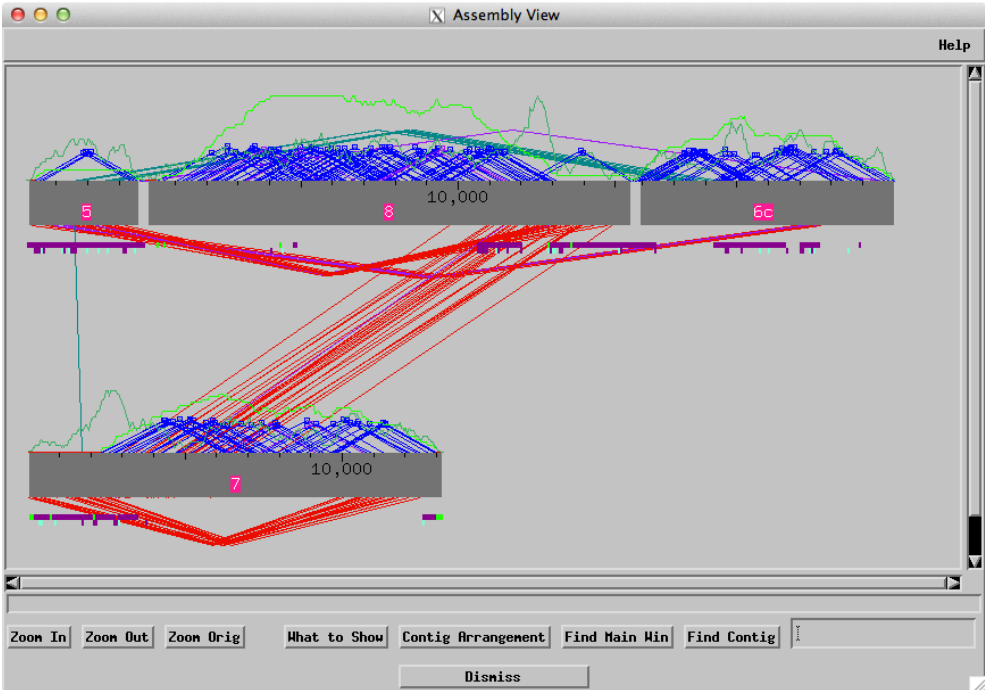 X Assembly View
Help
10,000
5 8 6c
10,000
7
Zoom In Zoom Out Zoom Orig What to Show Contig Arrangement Find Main Win Find Contig
Dismiss